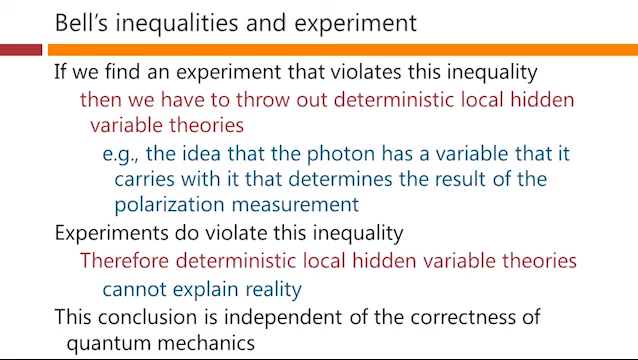 Bell’s inequalities and experiment
If we find an experiment that violates this inequality
then we have to throw out deterministic local hidden
variable theories
e.g., the idea that the photon has a variable that it
carries with it that determines the result of the
polarization measurement
Experiments do violate this inequality
Therefore deterministic local hidden variable theories
cannot explain reality
This conclusion is independent of the correctness of
quantum mechanics